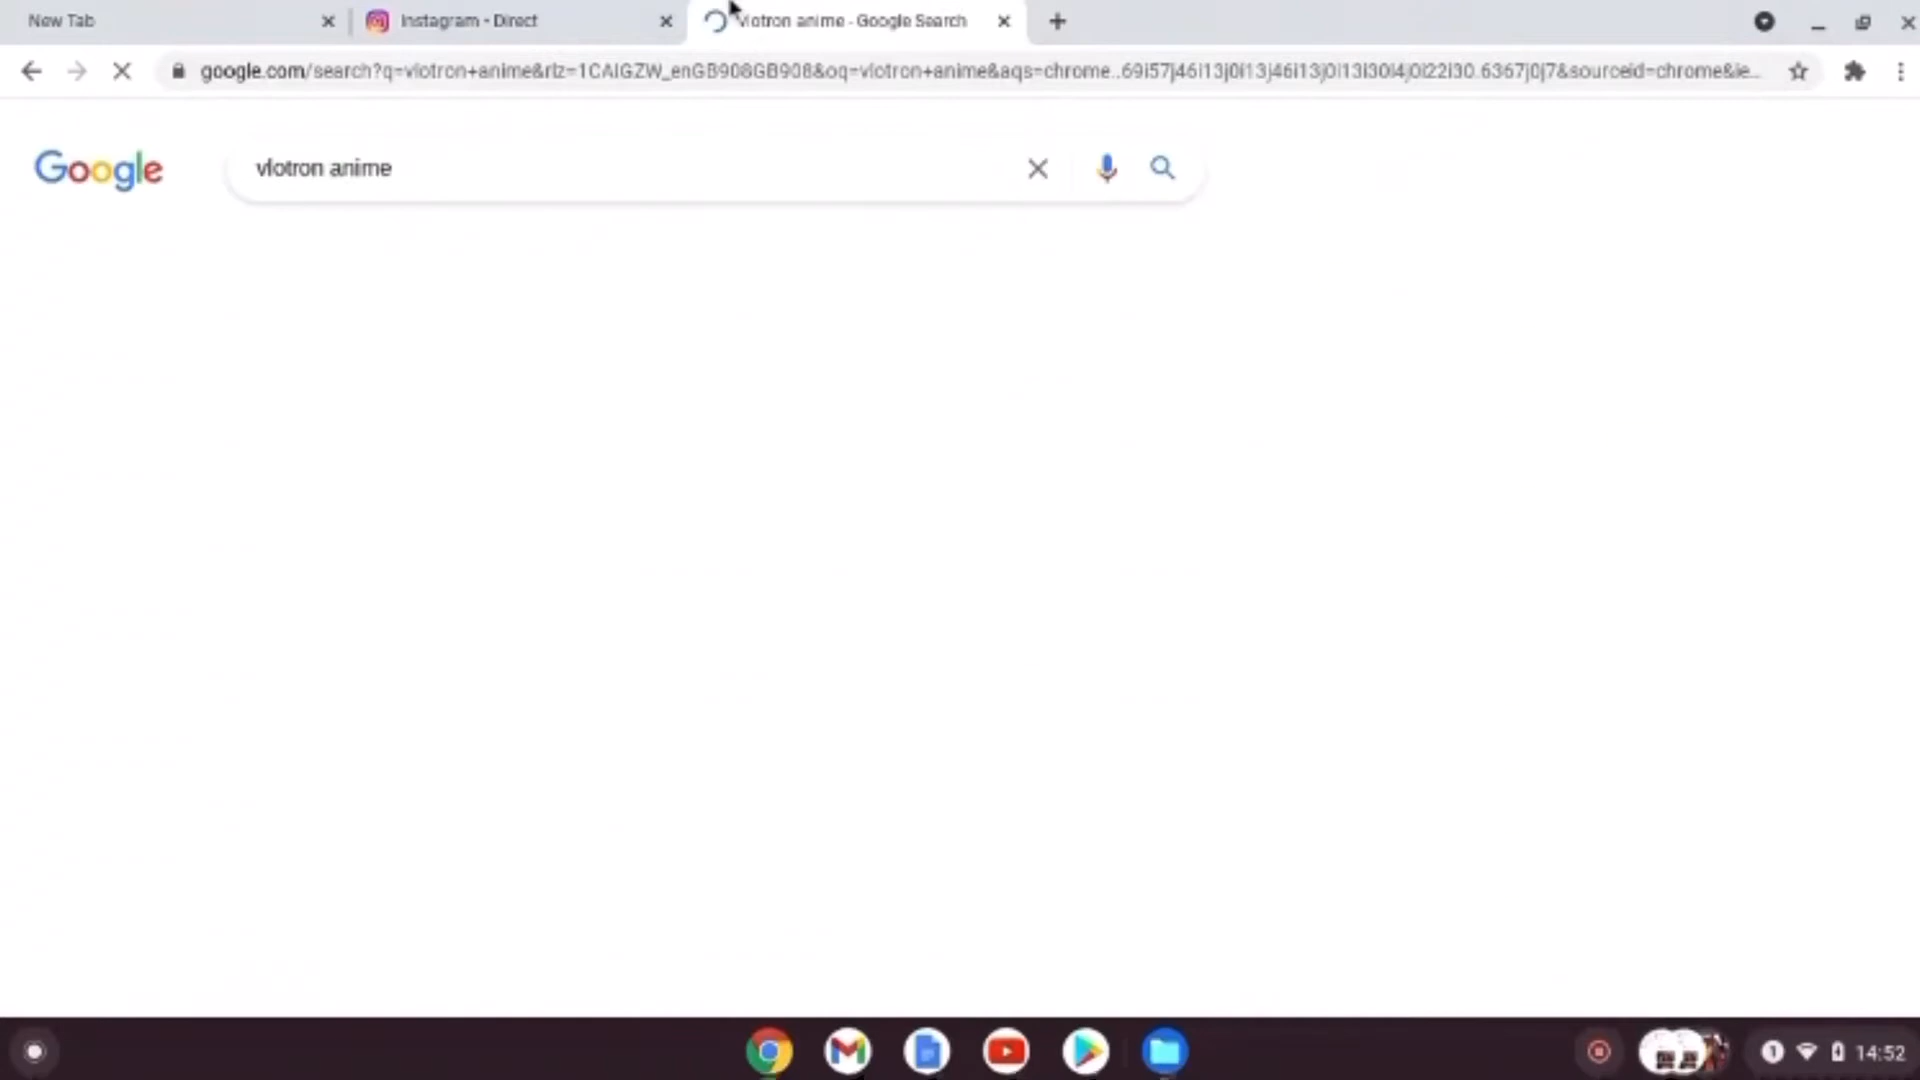 New Tab
Instagram - Direct
vlotron anime - Google Search
google.com/search?q=vlotron+anime&rlz=1CAIGZW_enGB908GB908&oq=vlotron+anime&aqs=chrome..69i57j46i13j0i13j46i13j0i13i30l4j0i22i30.6367j0j7&sourceid=chrome&ie...
Google
vlotron anime
1
14:52